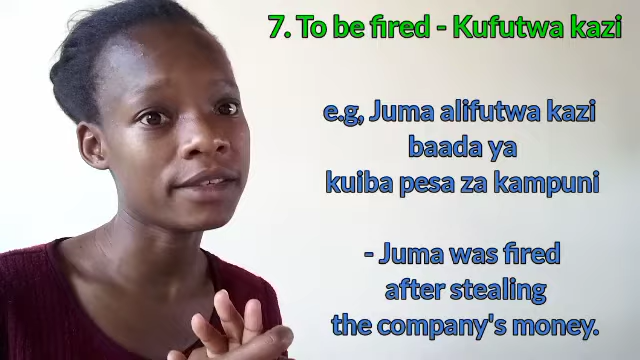 7. To be fired - Kufutwa kazi
e.g, Juma alifutwa kazi
baada ya
kuiba pesa za kampuni
- Juma was fired
after stealing
the company's money.